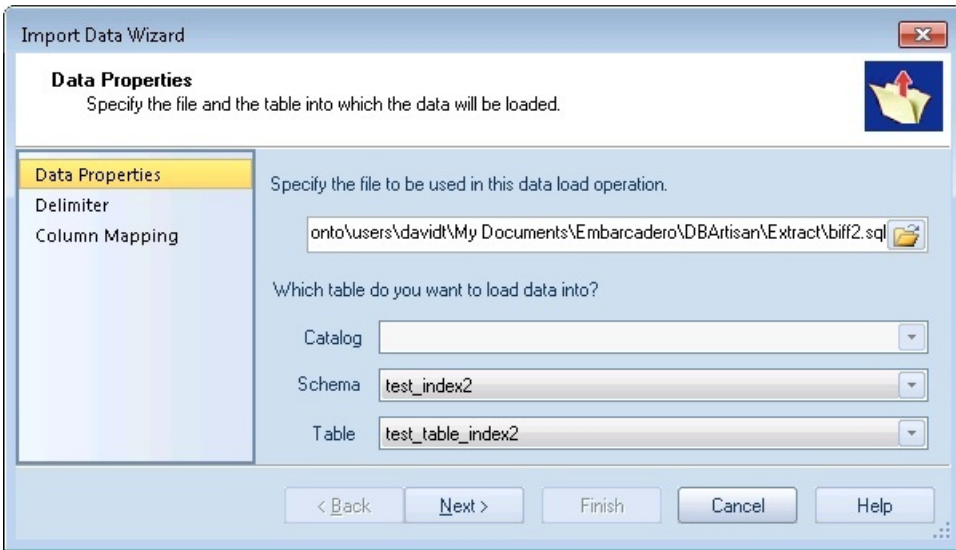 Import Data Wizard
Data Properties
Specify the file and the table into which the data will be loaded.
Data Properties
Delimiter
Column Mapping
Specify the file to be used in this data load operation.
onto\users\davidt\My Documents\Embarcadero\DBArtisan\Extract\biff2.sql
Which table do you want to load data into?
Catalog
Schema test_index2
Table test_table_index2
< Back Next > Finish Cancel Help